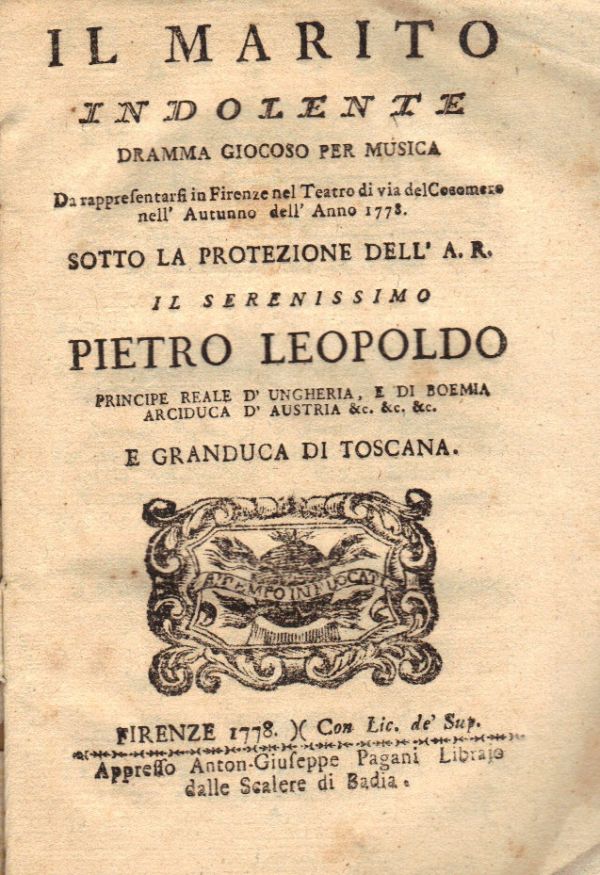 IL MARITO
INDOLENTE
DRAMMA GIOCOSO PER MUSICA
Da rappresentarsi in Firenze nel Teatro di via del Cocomero
nell' Autunno dell' Anno 1778.
SOTTO LA PROTEZIONE DELL' A. R.
IL SERENISSIMO
PIETRO LEOPOLDO
PRINCIPE REALE D' UNGHERIA, E DI BOEMIA
ARCIDUCA D' AUSTRIA &c. &c. &c.
E GRANDUCA DI TOSCANA.
TEMPO INFUOCATI
FIRENZE 1778. )( Con Lic. de' Sup.
Appresso Anton-Giuseppe Pagani Librajo
dalle Scalere di Badia.